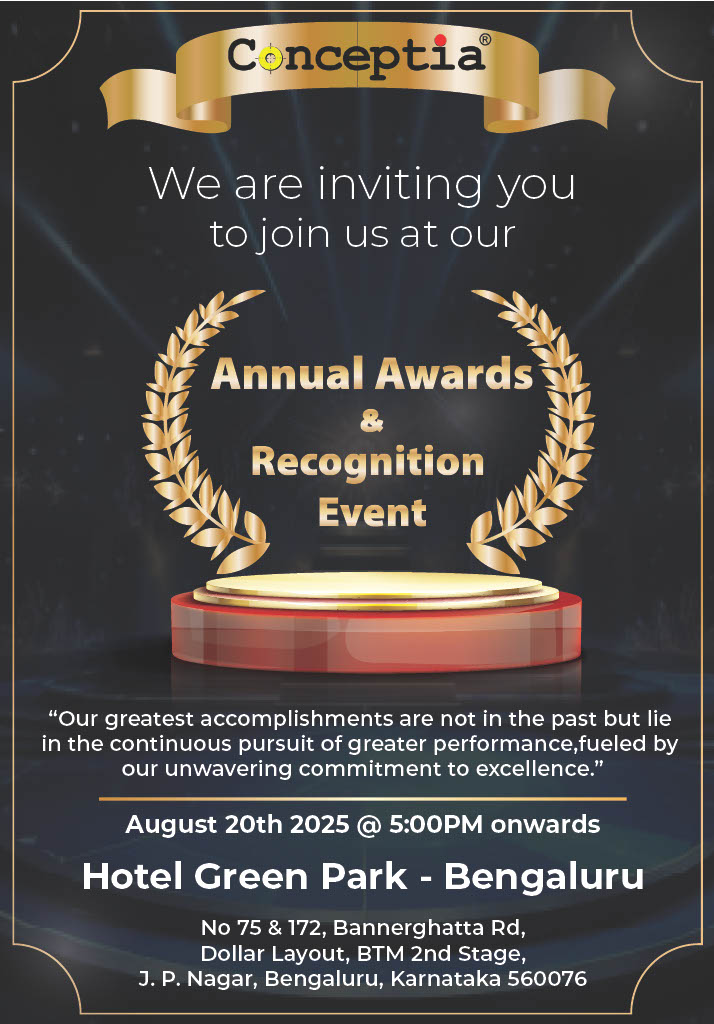 Conceptia®
We are inviting you
to join us at our
Annual Awards
&
Recognition
Event
“Our greatest accomplishments are not in the past but lie
in the continuous pursuit of greater performance,fueled by
our unwavering commitment to excellence.”
August 20th 2025 @ 5:00PM onwards
Hotel Green Park - Bengaluru
No 75 & 172, Bannerghatta Rd,
Dollar Layout, BTM 2nd Stage,
J. P. Nagar, Bengaluru, Karnataka 560076